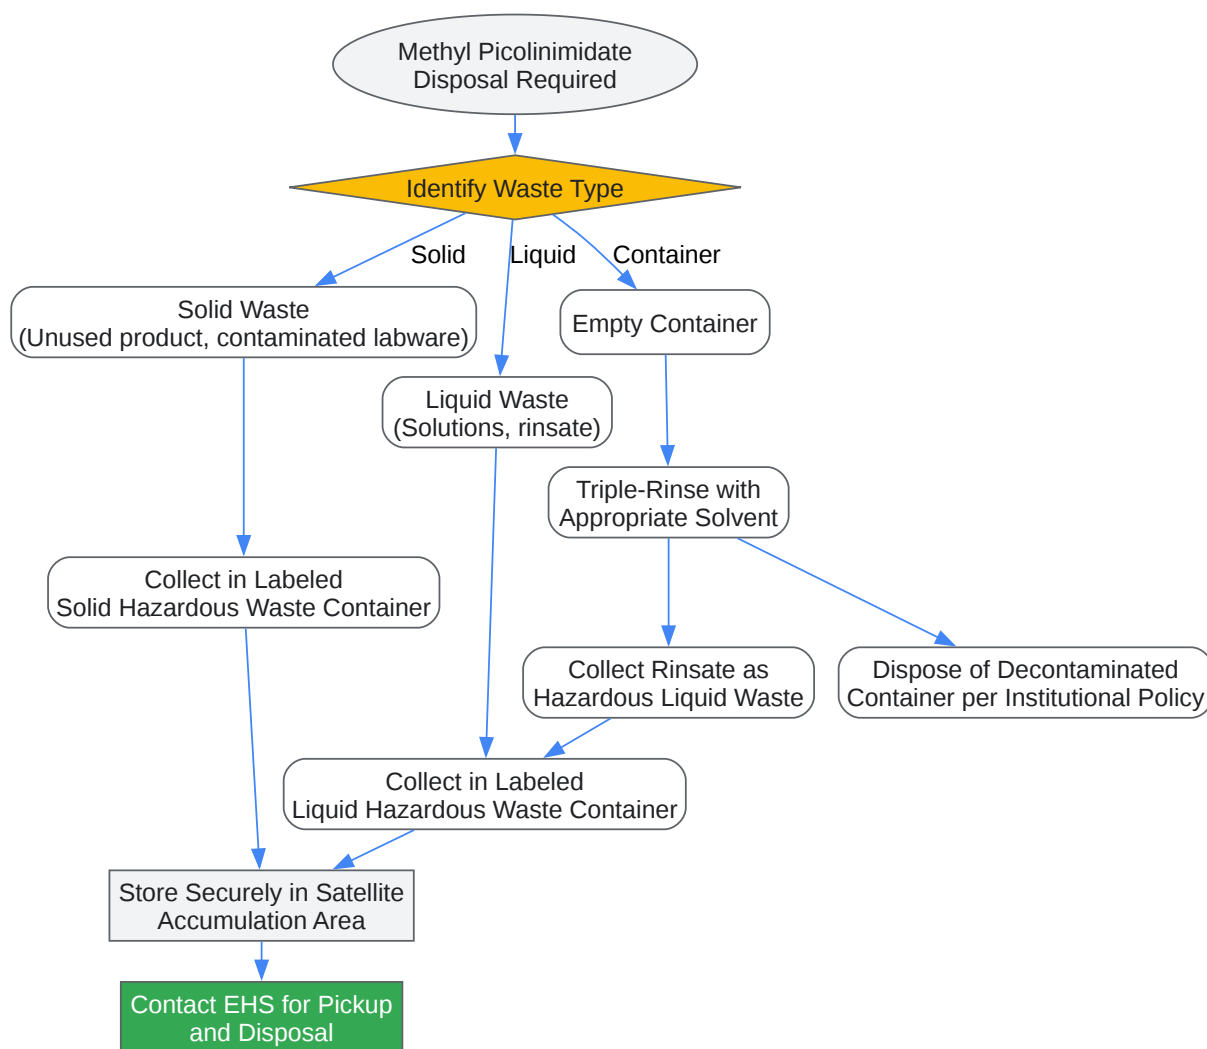 Methyl Picolinimidate
Disposal Required
Identify Waste Type
Solid
Liquid
Container
Solid Waste
(Unused product, contaminated labware)
Empty Container
Liquid Waste
(Solutions, rinsate)
Triple-Rinse with
Appropriate Solvent
Collect in Labeled
Solid Hazardous Waste Container
Collect Rinsate as
Hazardous Liquid Waste
Dispose of Decontaminated
Container per Institutional Policy
Collect in Labeled
Liquid Hazardous Waste Container
Store Securely in Satellite
Accumulation Area
Contact EHS for Pickup
and Disposal